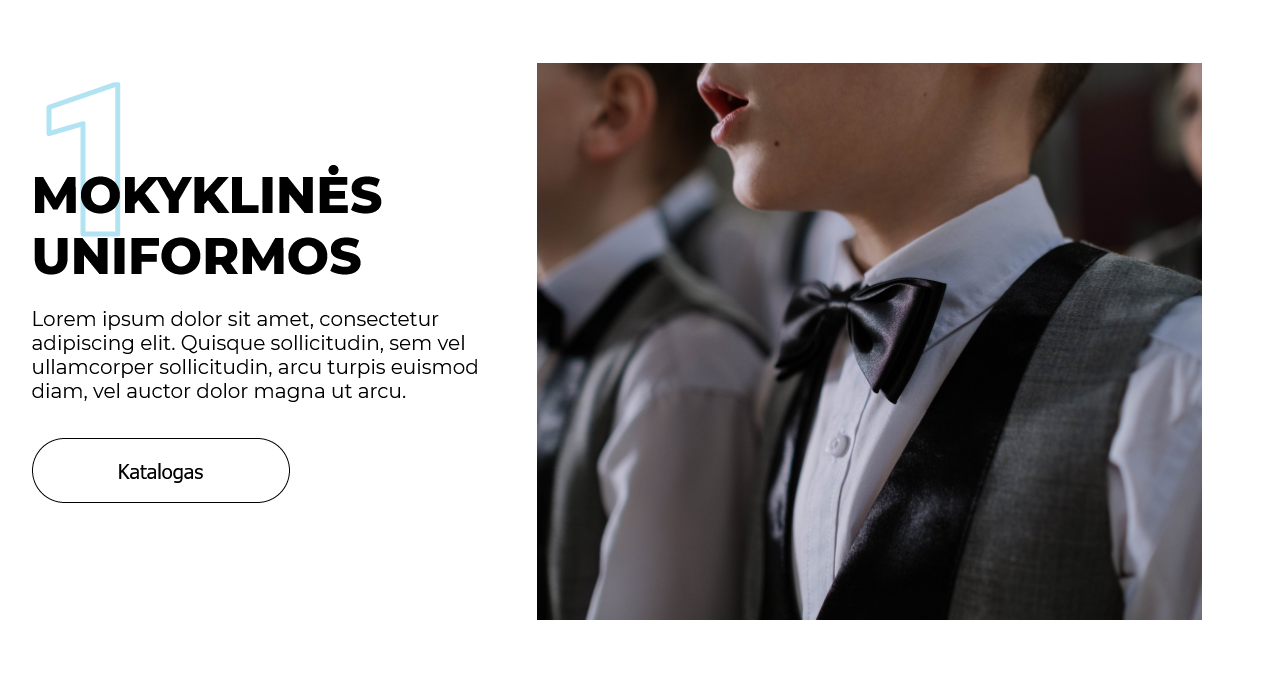 1
MOKYKLINĖS
UNIFORMOS
Lorem ipsum dolor sit amet, consectetur
adipiscing elit. Quisque sollicitudin, sem vel
ullamcorper sollicitudin, arcu turpis euismod
diam, vel auctor dolor magna ut arcu.
Katalogas